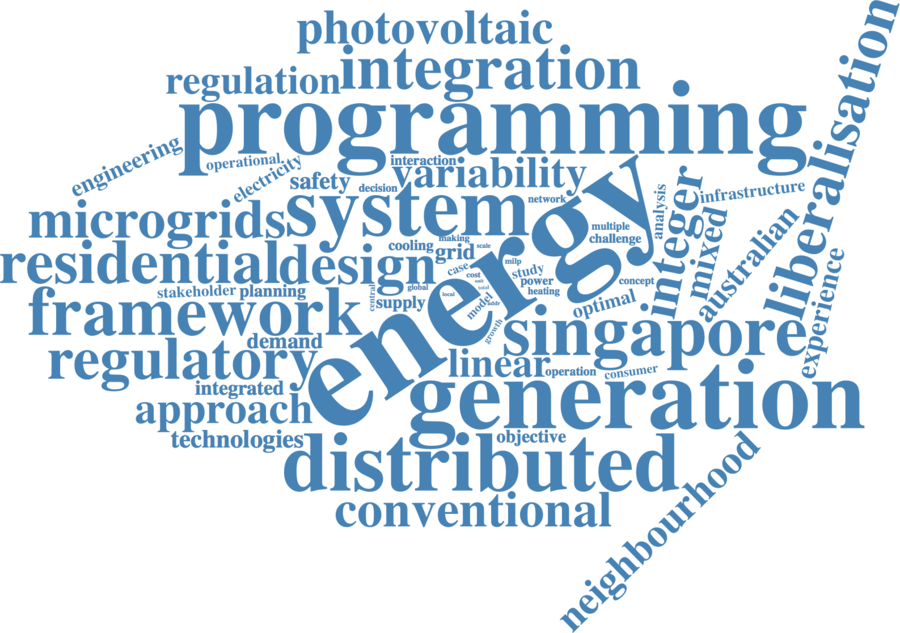 photovoltaic
integration
regulation
programming
engineering
operational
electricity
interaction
variability
safety
decision
network
liberalisation
infrastructure
microgrids
system
analysis
integer
mixed
australian
multiple
challenge
making
scale
cooling
grid
residential
design
milp
case
cost
study
power
heating
concept
global
central
local
stakeholder
planning
supply
model
optimal
experience
framework
growth
singapore
demand
regulatory
energy
linear
operation
consumer
integrated
approach
generation
technologies
objective
distributed
conventional
neighbourhood